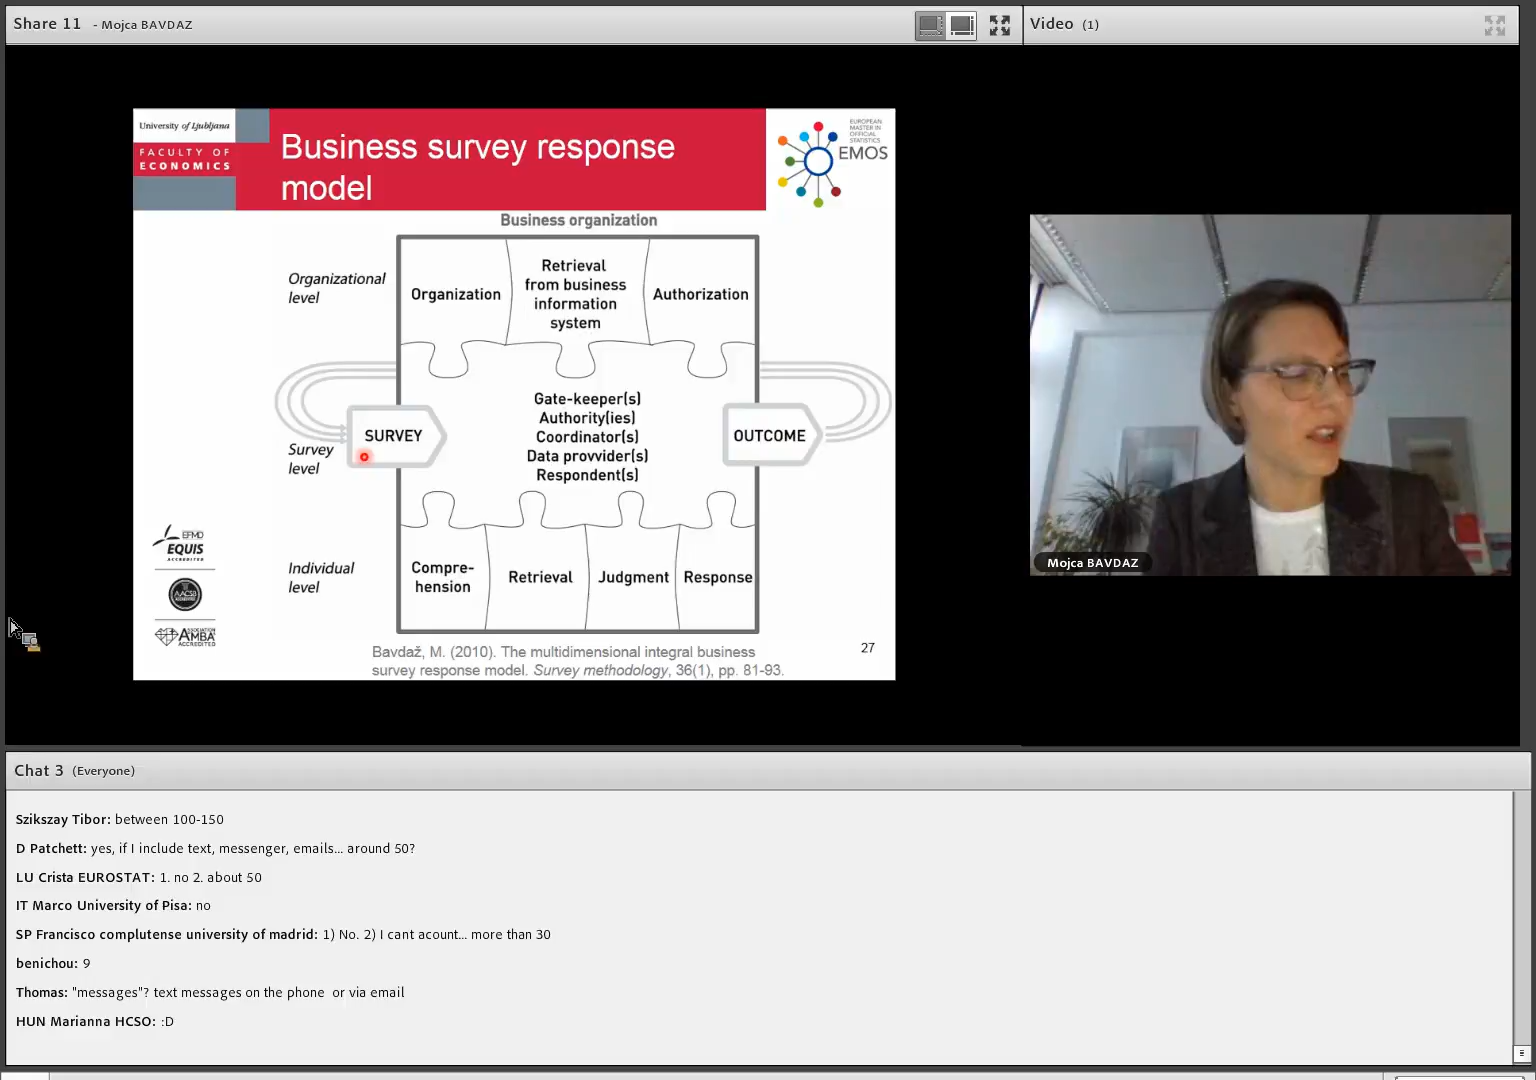 Share 11 - Mojca BAVDAZ
Video (1)
University of Ljubljana
FACULTY OF
ECONOMICS
Business survey response
model
EUROPEAN
MASTER IN
OFFICIAL
STATISTICS
EMOS
Business organization
Organizational
level
Organization
Retrieval
from business
information
system
Authorization
Survey
level
SURVEY
Gate-keeper(s)
Authority(ies)
Coordinator(s)
Data provvider(s)
Respondent(s)
OUTCOME
Individual
level
Compre-
hension
Retrieval
Judgment
Response
EFMD
EQUIS
ACCREDITED
AACSB
ACCREDITED
ASSOCIATION
AMBA
ACCREDITED
Bavdaž, M. (2010). The multidimensional integral business
survey response model. Survey methodology, 36(1), pp. 81-93.
27
Mojca BAVDAZ
Chat 3 (Everyone)
Szikszay Tibor: between 100-150
D Patchett: yes, if I include text, messenger, emails... around 50?
LU Crista EUROSTAT: 1. no 2. about 50
IT Marco University of Pisa: no
SP Francisco complutense university of madrid: 1) No. 2) I cant acount... more than 30
benichou: 9
Thomas: "messages"? text messages on the phone or via email
HUN Marianna HCSO: :D